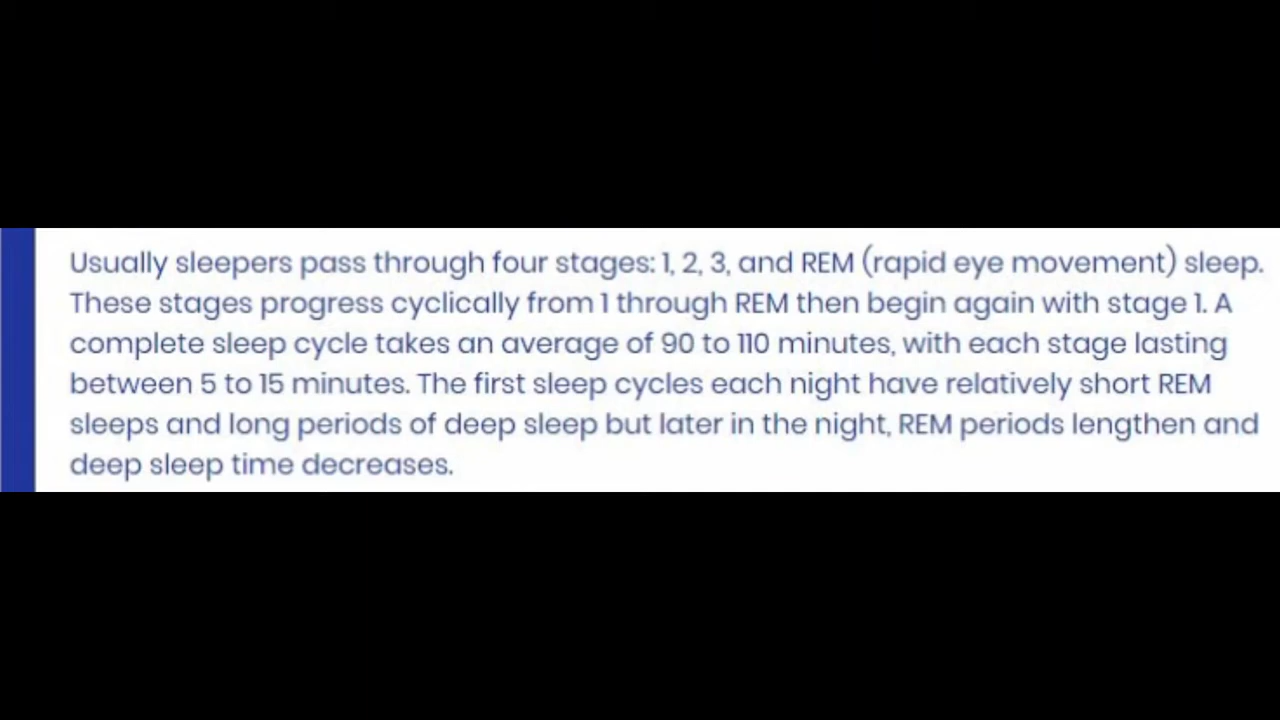 Usually sleepers pass through four stages: 1, 2, 3, and REM (rapid eye movement) sleep.
These stages progress cyclically from 1 through REM then begin again with stage 1. A
complete sleep cycle takes an average of 90 to 110 minutes, with each stage lasting
between 5 to 15 minutes. The first sleep cycles each night have relatively short REM
sleeps and long periods of deep sleep but later in the night, REM periods lengthen and
deep sleep time decreases.